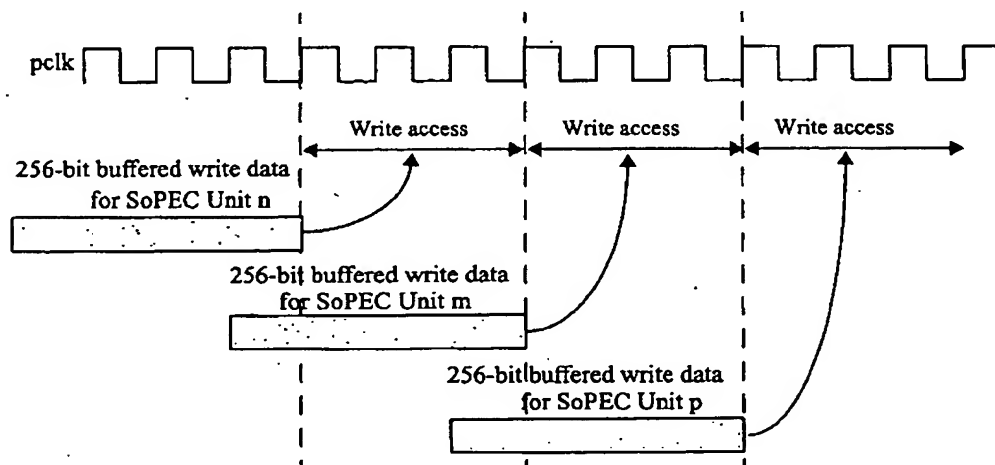 pclk
Write access
Write access
Write access
256-bit buffered write data
for SoPEC Unit n
256-bit buffered write data
for SoPEC Unit m
256-bit buffered write data
for SoPEC Unit p